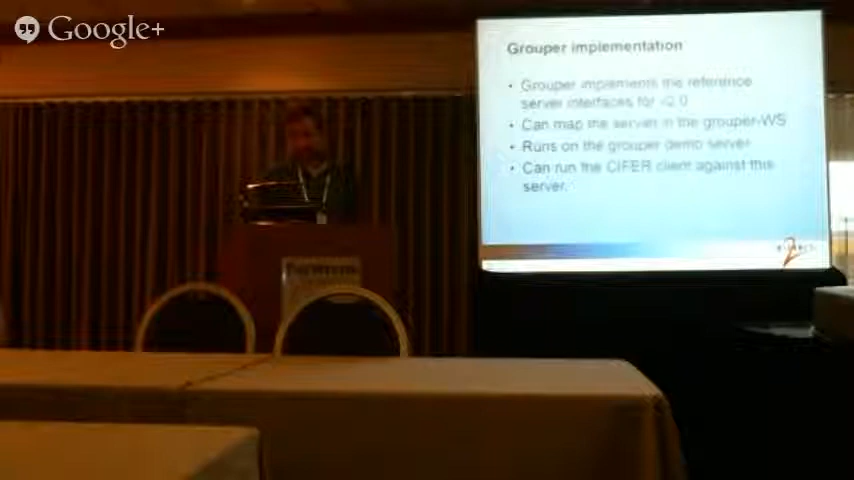 Google+
Grouper implementation
• Grouper implements the reference
server interfaces for
• Can map the server in the grouper-WS
• Runs on the grouper demo server
• Can run the CIFER client against this
server.